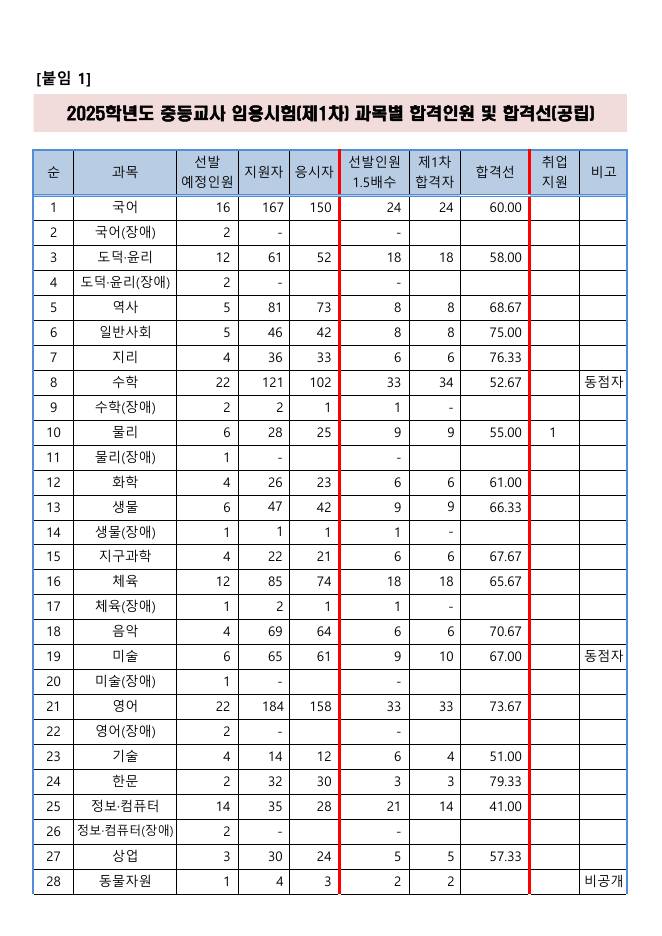 [붙임 1]
2025학년도 중등교사 임용시험(제1차) 과목별 합격인원 및 합격선(공립)
순 과목 선발 예정인원 지원자 응시자 선발인원 1.5배수 제1차 합격자 합격선 취업 지원 비고
1 국어 16 167 150 24 24 60.00
2 국어(장애) 2 - -
3 도덕·윤리 12 61 52 18 18 58.00
4 도덕·윤리(장애) 2 - -
5 역사 5 81 73 8 8 68.67
6 일반사회 5 46 42 8 8 75.00
7 지리 4 36 33 6 6 76.33
8 수학 22 121 102 33 34 52.67 동점자
9 수학(장애) 2 2 1 1 -
10 물리 6 28 25 9 9 55.00 1
11 물리(장애) 1 - -
12 화학 4 26 23 6 6 61.00
13 생물 6 47 42 9 9 66.33
14 생물(장애) 1 1 1 1 -
15 지구과학 4 22 21 6 6 67.67
16 체육 12 85 74 18 18 65.67
17 체육(장애) 1 2 1 1 -
18 음악 4 69 64 6 6 70.67
19 미술 6 65 61 9 10 67.00 동점자
20 미술(장애) 1 - -
21 영어 22 184 158 33 33 73.67
22 영어(장애) 2 - -
23 기술 4 14 12 6 4 51.00
24 한문 2 32 30 3 3 79.33
25 정보·컴퓨터 14 35 28 21 14 41.00
26 정보·컴퓨터(장애) 2 - -
27 상업 3 30 24 5 5 57.33
28 동물자원 1 4 3 2 2 비공개